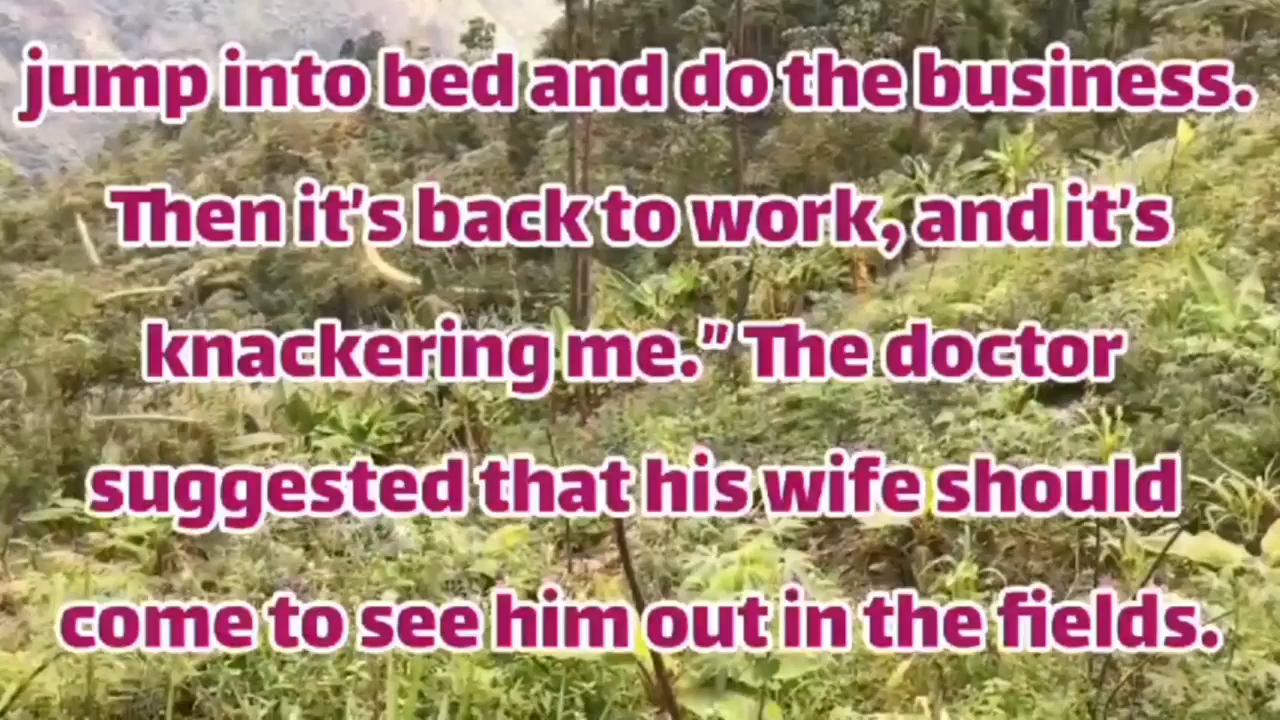 jump into bed and do the business.
Then it's back to work, and it's
knackering me.” The doctor
suggested that his wife should
come to see him out in the fields.